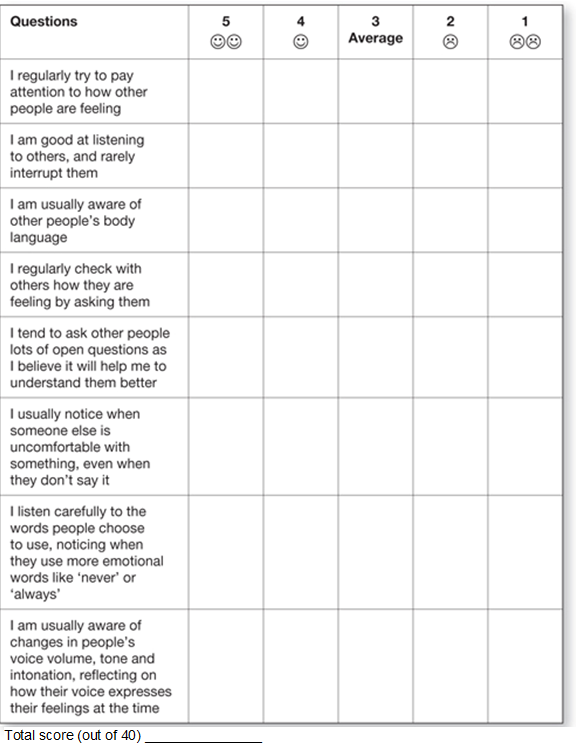 Questions 5 4 3 2 1
☺☺ ☺ Average ☹ ☹☹
I regularly try to pay
attention to how other
people are feeling
I am good at listening
to others, and rarely
interrupt them
I am usually aware of
other people's body
language
I regularly check with
others how they are
feeling by asking them
I tend to ask other people
lots of open questions as
I believe it will help me to
understand them better
I usually notice when
someone else is
uncomfortable with
something, even when
they don't say it
I listen carefully to the
words people choose
to use, noticing when
they use more emotional
words like ‘never’ or
‘always’
I am usually aware of
changes in people's
voice volume, tone and
intonation, reflecting on
how their voice expresses
their feelings at the time
Total score (out of 40) _______________